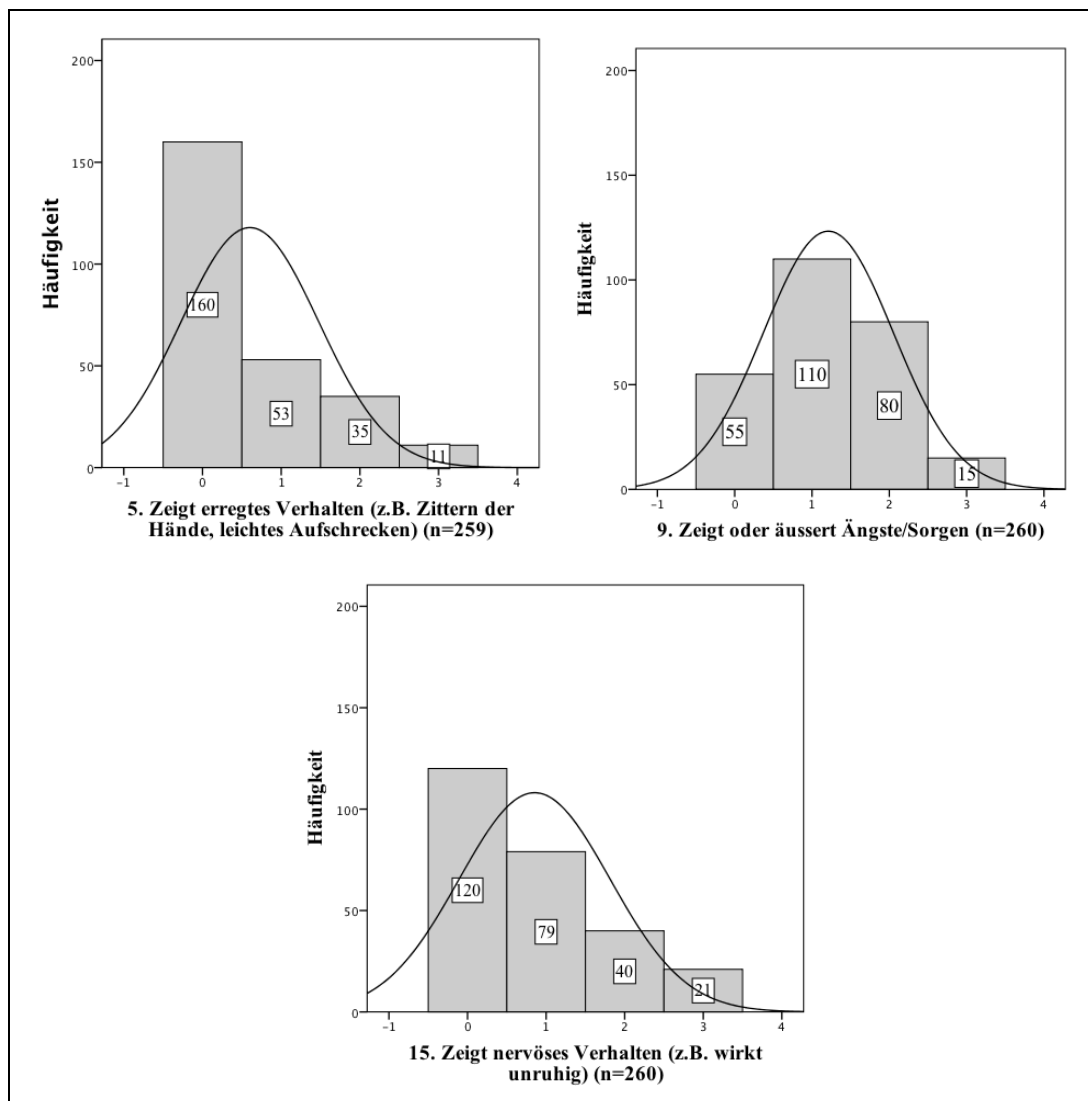 200
150
100
50
0
Häufigkeit
160
53
35
11
-1 0 1 2 3 4
5. Zeigt erregtes Verhalten (z.B. Zittern der
Hände, leichtes Aufschrecken) (n=259)
200
150
100
50
0
Häufigkeit
55
110
80
15
-1 0 1 2 3 4
9. Zeigt oder äussert Ängste/Sorgen (n=260)
200
150
100
50
0
Häufigkeit
120
79
40
21
-1 0 1 2 3 4
15. Zeigt nervöses Verhalten (z.B. wirkt
unruhig) (n=260)